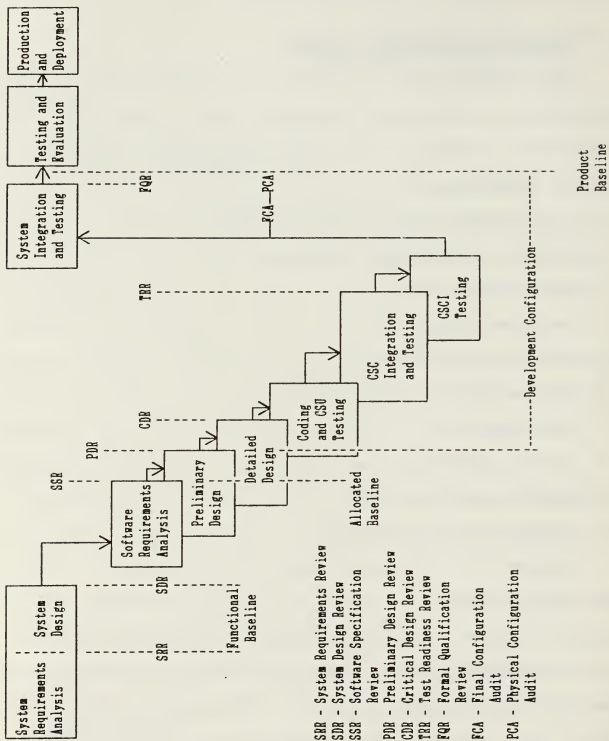 System
Requirements
Analysis
System
Design
SRR
SDR
Functional
Baseline
Software
Requirements
Analysis
SSR
Preliminary
Design
PDR
Allocated
Baseline
Detailed
Design
CDR
Coding
and CSU
Testing
CSC
Integration
and Testing
TRR
CSCI
Testing
Development Configuration
FCA
PCA
System
Integration
and Testing
FQR
Testing and
Evaluation
Production
and
Deployment
Product
Baseline
SRR - System Requirements Review
SDR - System Design Review
SSR - Software Specification
Review
PDR - Preliminary Design Review
CDR - Critical Design Review
TRR - Test Readiness Review
FQR - Formal Qualification
Review
FCA - Final Configuration
Audit
PCA - Physical Configuration
Audit